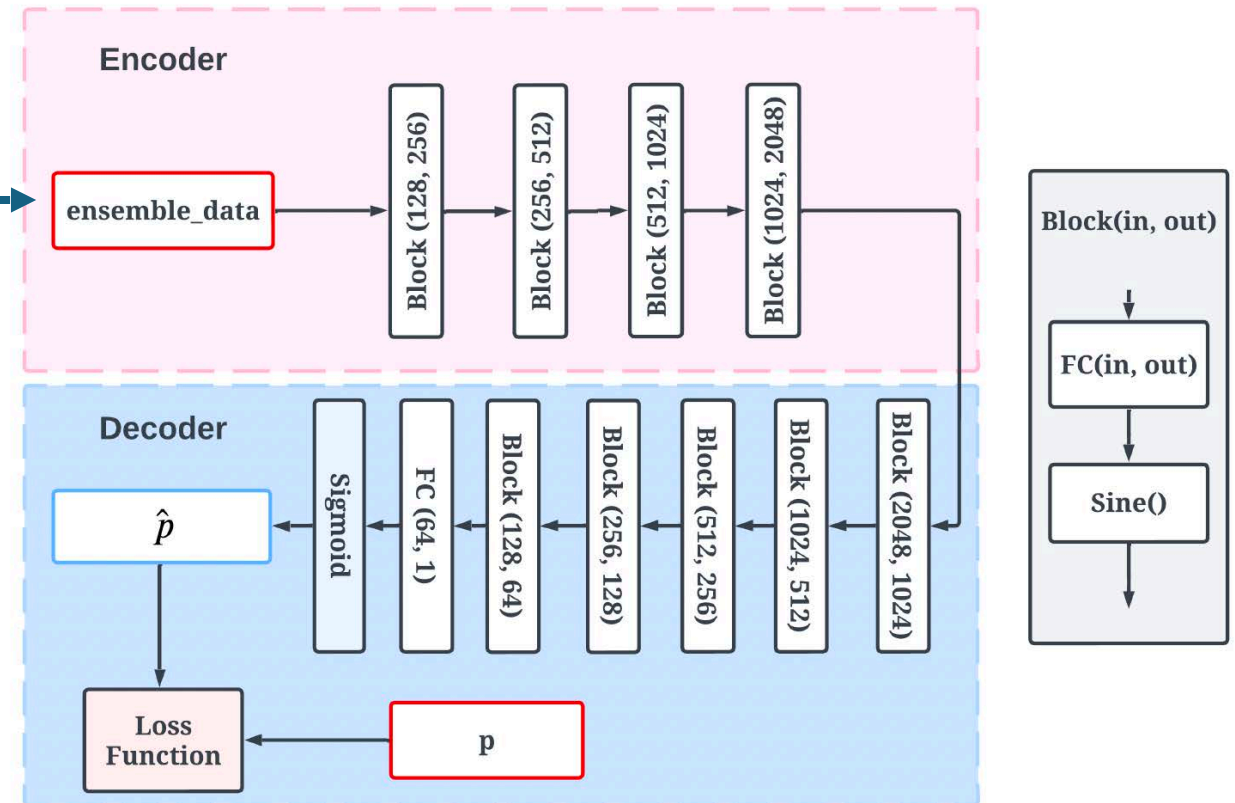 Encoder
ensemble_data
Block (128, 256)
Block (256, 512)
Block (512, 1024)
Block (1024, 2048)
Block(in, out)
FC(in, out)
Sine()
Decoder
p̂
Sigmoid
FC (64, 1)
Block (128, 64)
Block (256, 128)
Block (512, 256)
Block (1024, 512)
Block (2048, 1024)
Loss
Function
p